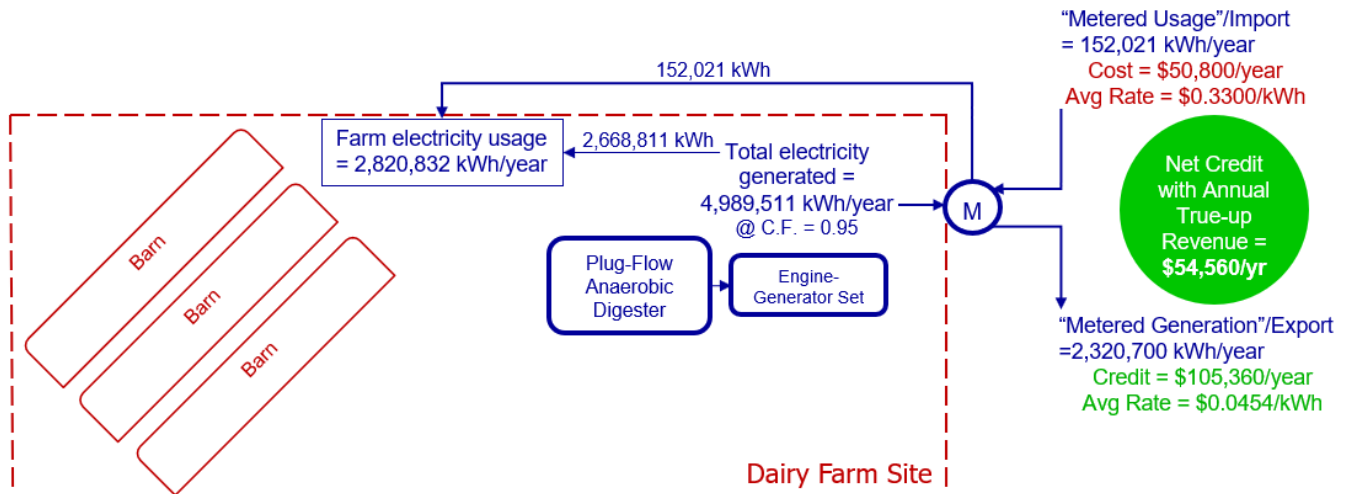 “Metered Usage”/Import
= 152,021 kWh/year
Cost = $50,800/year
Avg Rate = $0.3300/kWh
152,021 kWh
Farm electricity usage
= 2,820,832 kWh/year
2,668,811 kWh
Total electricity
generated =
4,989,511 kWh/year
@ C.F. = 0.95
M
Net Credit
with Annual
True-up
Revenue =
$54,560/yr
Barn
Barn
Barn
Plug-Flow
Anaerobic
Digester
Engine-
Generator Set
“Metered Generation”/Export
=2,320,700 kWh/year
Credit = $105,360/year
Avg Rate = $0.0454/kWh
Dairy Farm Site